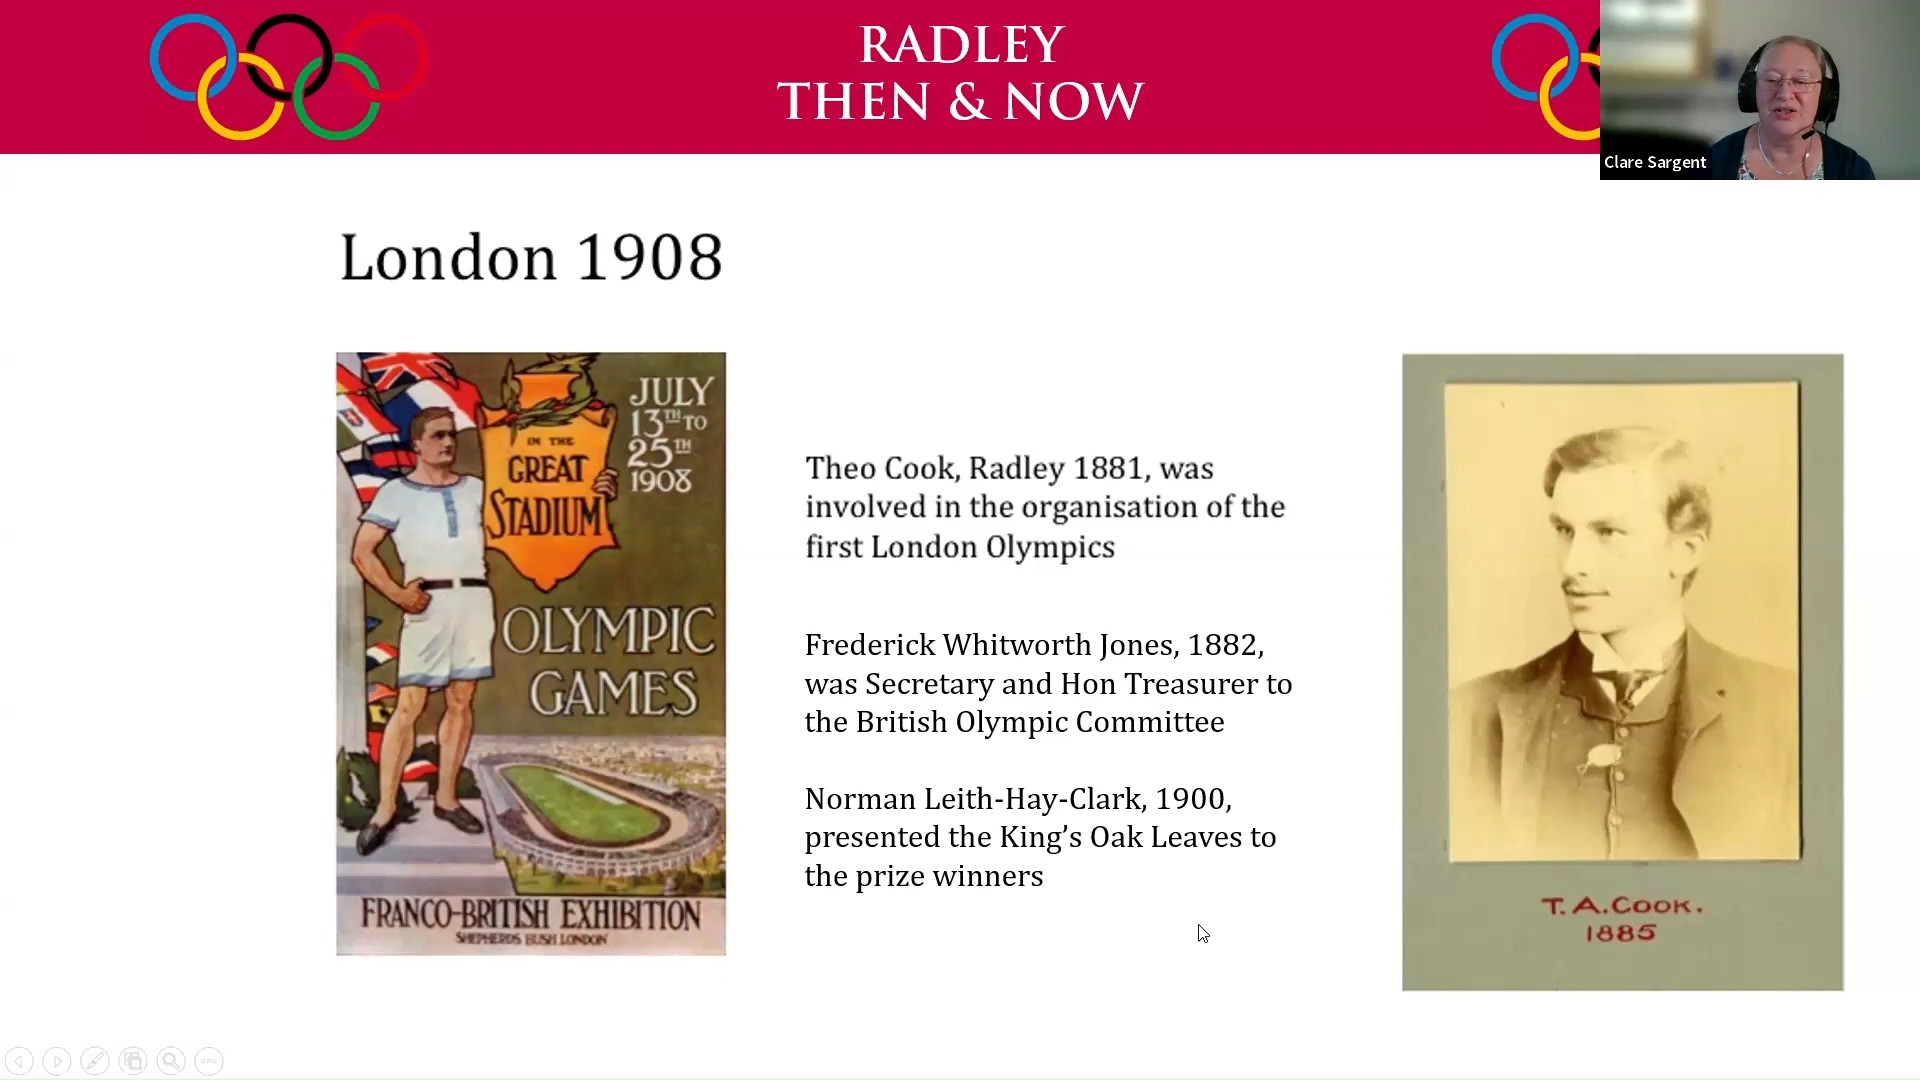 RADLEY
THEN & NOW
Clare Sargent
London 1908
JULY
13TH TO
25TH
1908
IN THE
GREAT
STADIUM
OLYMPIC
GAMES
FRANCO-BRITISH EXHIBITION
SHEPHERDS BUSH LONDON
Theo Cook, Radley 1881, was
involved in the organisation of the
first London Olympics
Frederick Whitworth Jones, 1882,
was Secretary and Hon Treasurer to
the British Olympic Committee
Norman Leith-Hay-Clark, 1900,
presented the King’s Oak Leaves to
the prize winners
T. A. COOK.
1885